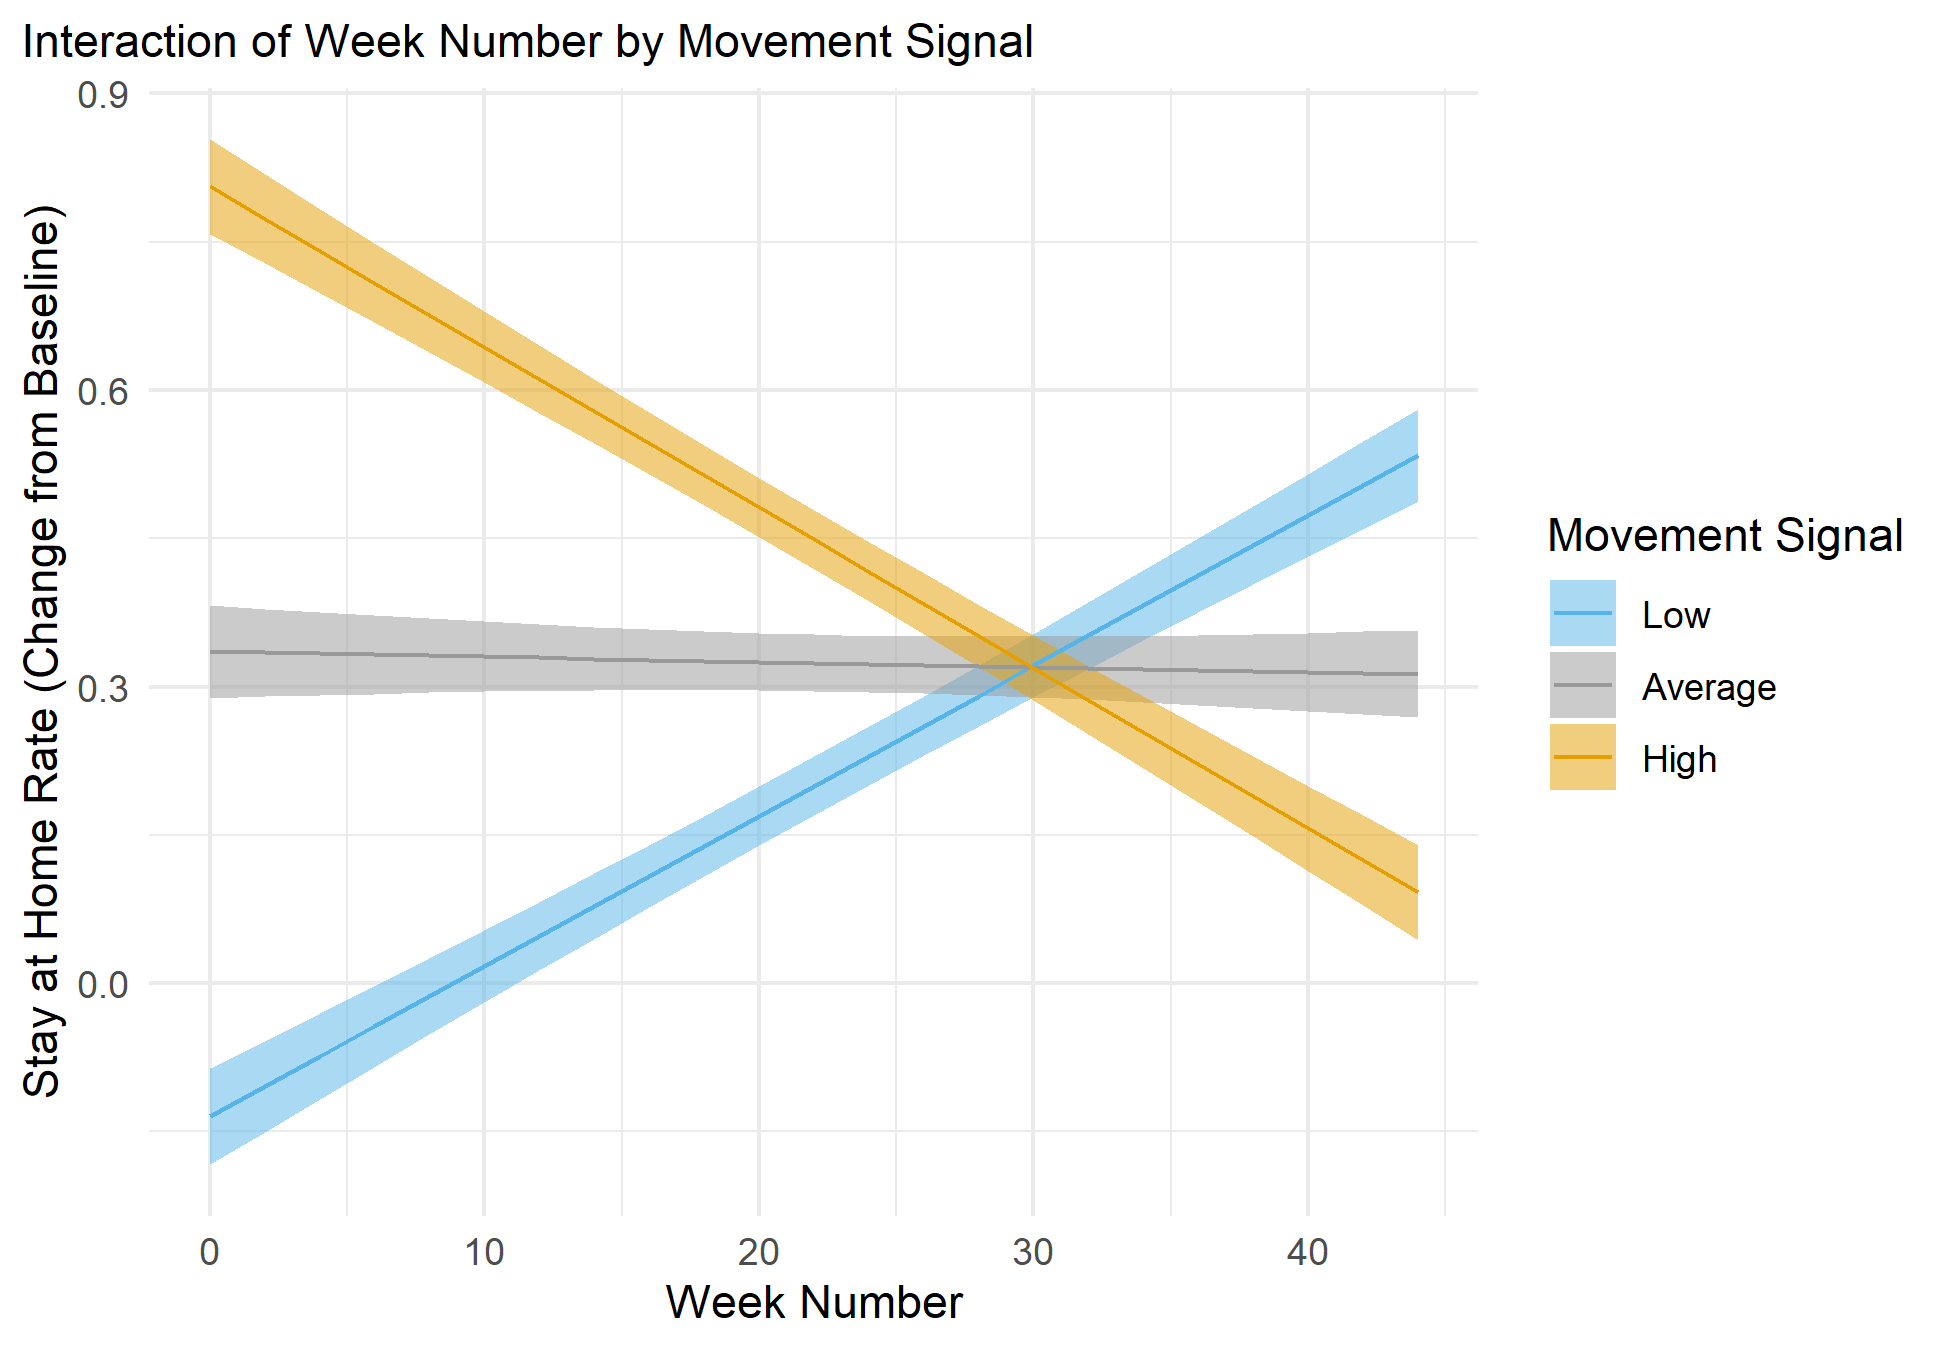 Interaction of Week Number by Movement Signal
Stay at Home Rate (Change from Baseline)
0.9
0.6
0.3
0.0
0 10 20 30 40
Week Number
Movement Signal
Low
Average
High